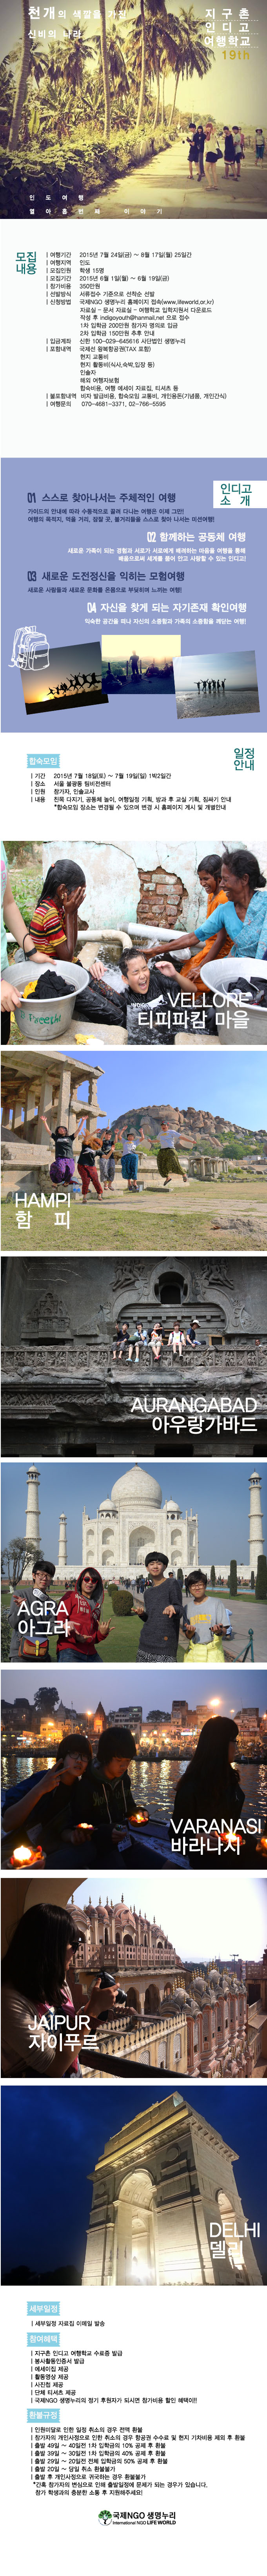 천개의 색깔을 가진
신비의 나라
지구촌
인디고
여행학교
19th
인도여행
열아홉번째 이야기
모집
내용
| 여행기간 2015년 7월 24일(금) ~ 8월 17일(월) 25일간
| 여행지역 인도
| 모집인원 학생 15명
| 모집기간 2015년 6월 1일(월) ~ 6월 19일(금)
| 참가비용 350만원
| 선발방식 서류접수 기준으로 선착순 선발
| 신청방법 국제NGO 생명누리 홈페이지 접속(www.lifeworld.or.kr)
자료실 - 문서 자료실 - 여행학교 입학지원서 다운로드
작성 후 indigoyouth@hanmail.net 으로 접수
1차 입학금 200만원 참가자 명의로 입금
2차 입학금 150만원 추후 안내
| 입금계좌 신한 100-029-645616 사단법인 생명누리
| 포함내역 국제선 왕복항공권(TAX 포함)
현지 교통비
현지 활동비(식사,숙박,입장 등)
인솔자
해외 여행자보험
합숙비용, 여행 에세이 자료집, 티셔츠 등
| 불포함내역 비자 발급비용, 합숙모임 교통비, 개인용돈(기념품, 개인간식)
| 여행문의 070-4681-3371, 02-766-5595
인디고
소 개
01 스스로 찾아나서는 주체적인 여행
가이드의 안내에 따라 수동적으로 끌려 다니는 여행은 이제 그만!
여행의 목적지, 먹을 거리, 잠잘 곳, 볼거리들을 스스로 찾아 나서는 미션여행!
02 함께하는 공동체 여행
새로운 가족이 되는 경험과 서로가 서로에게 배려하는 마음을 여행을 통해
배움으로써 세계를 품어 안고 사랑할 수 있는 인디고!
03 새로운 도전정신을 익히는 모험여행
새로운 사람들과 새로운 문화를 온몸으로 부딪히며 느끼는 여행!
04 자신을 찾게 되는 자기존재 확인여행
익숙한 공간을 떠나 자신의 소중함과 가족의 소중함을 깨닫는 여행!
일정
안내
합숙모임
| 기간 2015년 7월 18일(토) ~ 7월 19일(일) 1박2일간
| 장소 서울 불광동 팀비전센터
| 인원 참가자, 인솔교사
| 내용 친목 다지기, 공동체 놀이, 여행일정 기획, 방과 후 교실 기획, 짐싸기 안내
*합숙모임 장소는 변경될 수 있으며 변경 시 홈페이지 게시 및 개별안내
VELLORE
티피파캄 마을
HAMPI
함 피
AURANGABAD
아우랑가바드
AGRA
아그라
VARANASI
바라나시
JAIPUR
자이푸르
DELHI
델리
세부일정
| 세부일정 자료집 이메일 발송
참여혜택
| 지구촌 인디고 여행학교 수료증 발급
| 봉사활동인증서 발급
| 에세이집 제공
| 활동영상 제공
| 사진첩 제공
| 단체 티셔츠 제공
| 국제NGO 생명누리의 정기 후원자가 되시면 참가비용 할인 혜택이!!
환불규정
| 인원미달로 인한 일정 취소의 경우 전액 환불
| 참가자의 개인사정으로 인한 취소의 경우 항공권 수수료 및 현지 기차비용 제외 후 환불
| 출발 49일 ~ 40일전 1차 입학금의 10% 공제 후 환불
| 출발 39일 ~ 30일전 1차 입학금의 40% 공제 후 환불
| 출발 29일 ~ 20일전 전체 입학금의 50% 공제 후 환불
| 출발 20일 ~ 당일 취소 환불불가
| 출발 후 개인사정으로 귀국하는 경우 환불불가
*간혹 참가자의 변심으로 인해 출발일정에 문제가 되는 경우가 있습니다.
참가 학생과의 충분한 소통 후 지원해주세요!
국제NGO 생명누리
International NGO LIFE WORLD